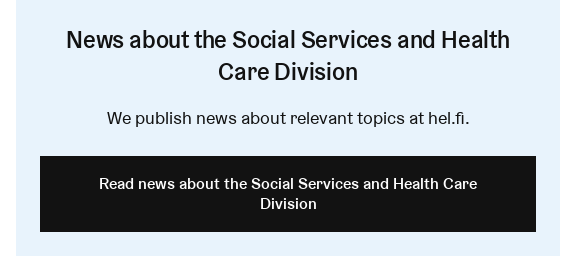 News about the Social Services and Health
Care Division
We publish news about relevant topics at hel.fi.
Read news about the Social Services and Health Care
Division